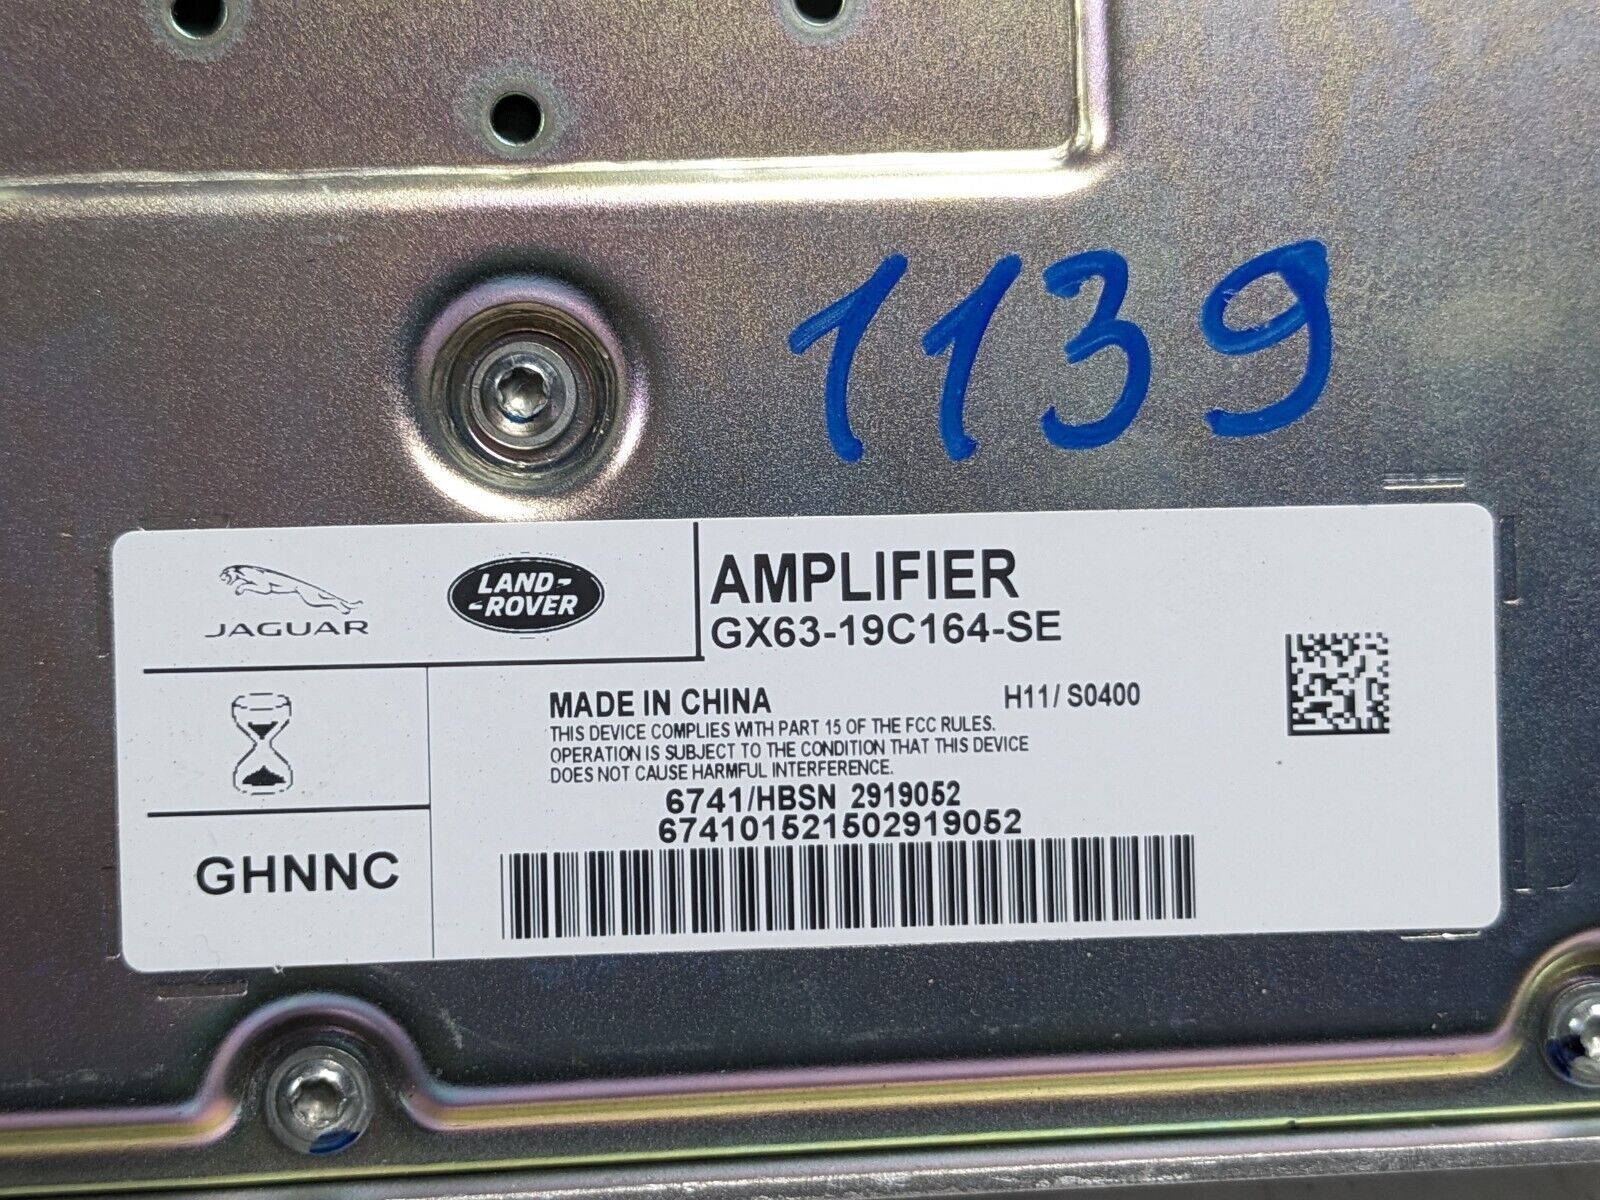 1139
JAGUAR
LAND-
-ROVER
AMPLIFIER
GX63-19C164-SE
MADE IN CHINA
H11/ S0400
THIS DEVICE COMPLIES WITH PART 15 OF THE FCC RULES.
OPERATION IS SUBJECT TO THE CONDITION THAT THIS DEVICE
DOES NOT CAUSE HARMFUL INTERFERENCE.
6741/HBSN 2919052
674101521502919052
GHNNC